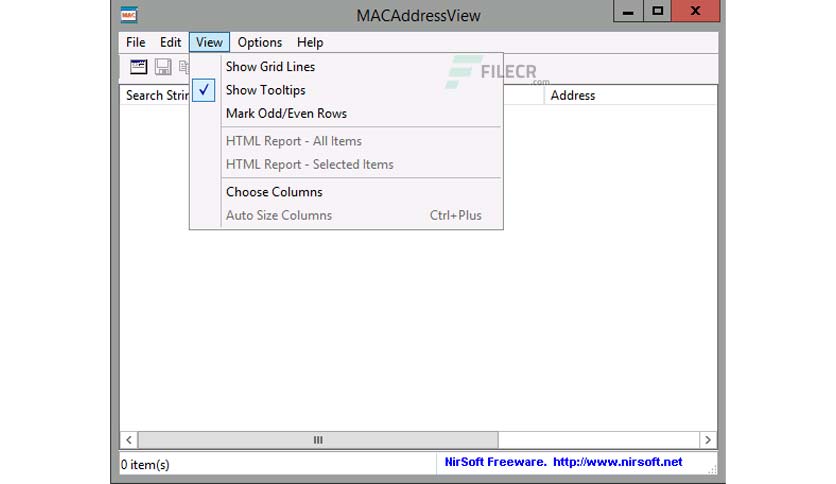 MAC
MACAddressView
File Edit View Options Help
Show Grid Lines
Show Tooltips
Mark Odd/Even Rows
HTML Report - All Items
HTML Report - Selected Items
Choose Columns
Auto Size Columns Ctrl+Plus
FILECR
.com
Search Strin
Address
0 item(s)
NirSoft Freeware. http://www.nirsoft.net